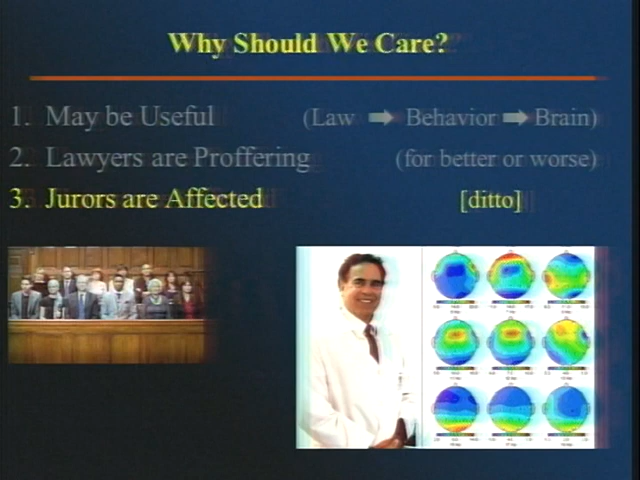 Why Should We Care?
1. May be Useful (Law ➡ Behavior ➡ Brain)
2. Lawyers are Proffering (for better or worse)
3. Jurors are Affected [ditto]